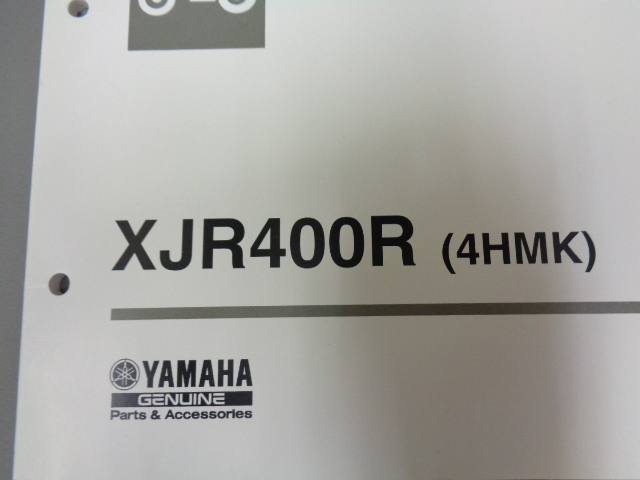 XJR400R (4HMK)
YAMAHA
GENUINE
Parts & Accessories